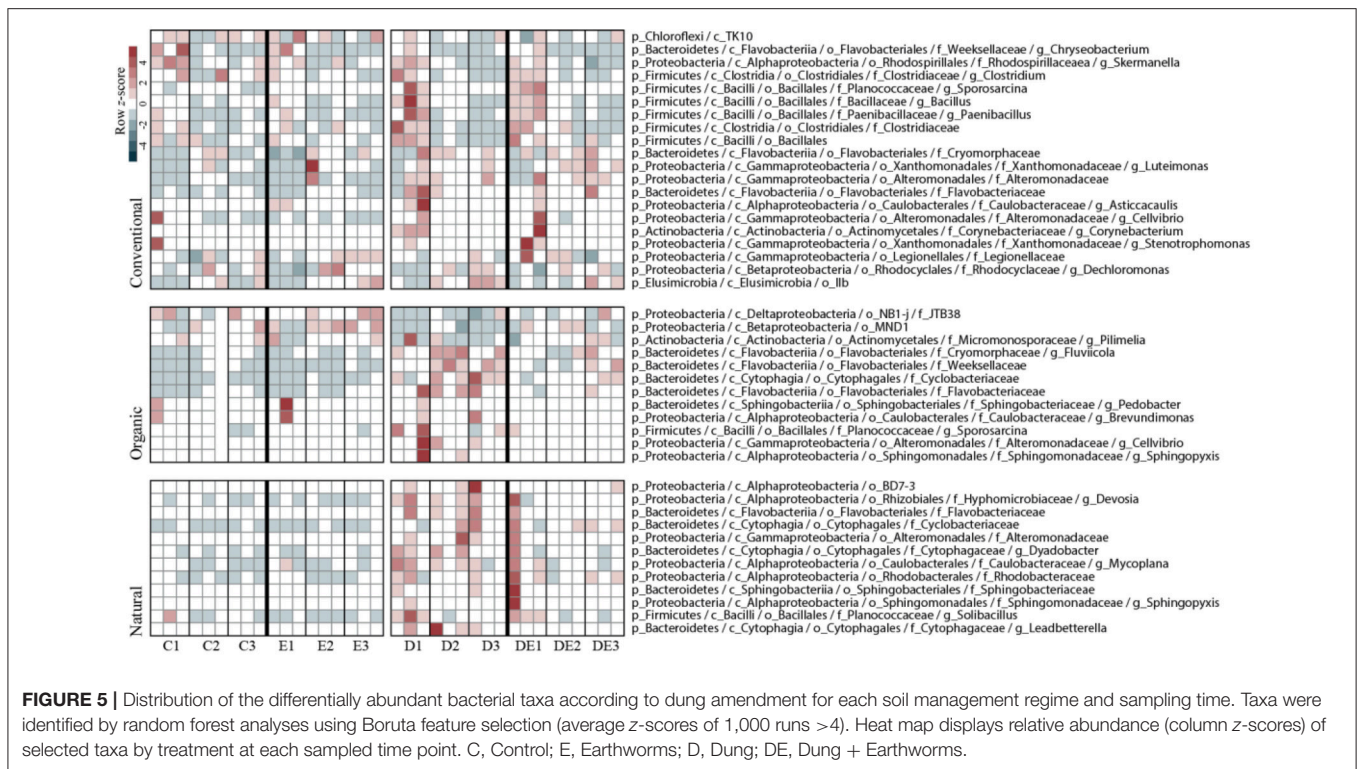 Row z-score
4
2
0
-2
-4
Conventional
p_Chloroflexi / c_TK10
p_Bacteroidetes / c_Flavobacteriia / o_Flavobacteriales / f_Weeksellaceae / g_Chryseobacterium
p_Proteobacteria / c_Alphaproteobacteria / o_Rhodospirillales / f_Rhodospirillaceaea / g_Skermanella
p_Firmicutes / c_Clostridia / o_Clostridiales / f_Clostridiaceae / g_Clostridium
p_Firmicutes / c_Bacilli / o_Bacillales / f_Planococcaceae / g_Sporosarcina
p_Firmicutes / c_Bacilli / o_Bacillales / f_Bacillaceae / g_Bacillus
p_Firmicutes / c_Bacilli / o_Bacillales / f_Paenibacillaceae / g_Paenibacillus
p_Firmicutes / c_Clostridia / o_Clostridiales / f_Clostridiaceae
p_Firmicutes / c_Bacilli / o_Bacillales
p_Bacteroidetes / c_Flavobacteriia / o_Flavobacteriales / f_Cryomorphaceae
p_Proteobacteria / c_Gammaproteobacteria / o_Xanthomonadales / f_Xanthomonadaceae / g_Luteimonas
p_Proteobacteria / c_Gammaproteobacteria / o_Alteromonadales / f_Alteromonadaceae
p_Bacteroidetes / c_Flavobacteriia / o_Flavobacteriales / f_Flavobacteriaceae
p_Proteobacteria / c_Alphaproteobacteria / o_Caulobacterales / f_Caulobacteraceae / g_Asticcacaulis
p_Proteobacteria / c_Gammaproteobacteria / o_Alteromonadales / f_Alteromonadaceae / g_Cellvibrio
p_Actinobacteria / c_Actinobacteria / o_Actinomycetales / f_Corynebacteriaceae / g_Corynebacterium
p_Proteobacteria / c_Gammaproteobacteria / o_Xanthomonadales / f_Xanthomonadaceae / g_Stenotrophomonas
p_Proteobacteria / c_Gammaproteobacteria / o_Legionellales / f_Legionellaceae
p_Proteobacteria / c_Betaproteobacteria / o_Rhodocyclales / f_Rhodocyclaceae / g_Dechloromonas
p_Elusimicrobia / c_Elusimicrobia / o_IIb
Organic
p_Proteobacteria / c_Deltaproteobacteria / o_NB1-j / f_JTB38
p_Proteobacteria / c_Betaproteobacteria / o_MND1
p_Actinobacteria / c_Actinobacteria / o_Actinomycetales / f_Micromonosporaceae / g_Pilimelia
p_Bacteroidetes / c_Flavobacteriia / o_Flavobacteriales / f_Cryomorphaceae / g_Fluviicola
p_Bacteroidetes / c_Flavobacteriia / o_Flavobacteriales / f_Weeksellaceae
p_Bacteroidetes / c_Cytophagia / o_Cytophagales / f_Cyclobacteriaceae
p_Bacteroidetes / c_Flavobacteriia / o_Flavobacteriales / f_Flavobacteriaceae
p_Bacteroidetes / c_Sphingobacteriia / o_Sphingobacteriales / f_Sphingobacteriaceae / g_Pedobacter
p_Proteobacteria / c_Alphaproteobacteria / o_Caulobacterales / f_Caulobacteraceae / g_Brevundimonas
p_Firmicutes / c_Bacilli / o_Bacillales / f_Planococcaceae / g_Sporosarcina
p_Proteobacteria / c_Gammaproteobacteria / o_Alteromonadales / f_Alteromonadaceae / g_Cellvibrio
p_Proteobacteria / c_Alphaproteobacteria / o_Sphingomonadales / f_Sphingomonadaceae / g_Sphingopyxis
Natural
p_Proteobacteria / c_Alphaproteobacteria / o_BD7-3
p_Proteobacteria / c_Alphaproteobacteria / o_Rhizobiales / f_Hyphomicrobiaceae / g_Devosia
p_Bacteroidetes / c_Flavobacteriia / o_Flavobacteriales / f_Flavobacteriaceae
p_Bacteroidetes / c_Cytophagia / o_Cytophagales / f_Cyclobacteriaceae
p_Proteobacteria / c_Gammaproteobacteria / o_Alteromonadales / f_Alteromonadaceae
p_Bacteroidetes / c_Cytophagia / o_Cytophagales / f_Cytophagaceae / g_Dyadobacter
p_Proteobacteria / c_Alphaproteobacteria / o_Caulobacterales / f_Caulobacteraceae / g_Mycoplana
p_Proteobacteria / c_Alphaproteobacteria / o_Rhodobacterales / f_Rhodobacteraceae
p_Bacteroidetes / c_Sphingobacteriia / o_Sphingobacteriales / f_Sphingobacteriaceae
p_Proteobacteria / c_Alphaproteobacteria / o_Sphingomonadales / f_Sphingomonadaceae / g_Sphingopyxis
p_Firmicutes / c_Bacilli / o_Bacillales / f_Planococcaceae / g_Solibacillus
p_Bacteroidetes / c_Cytophagia / o_Cytophagales / f_Cytophagaceae / g_Leadbetterella
C1 C2 C3 E1 E2 E3 D1 D2 D3 DE1 DE2 DE3
FIGURE 5 | Distribution of the differentially abundant bacterial taxa according to dung amendment for each soil management regime and sampling time. Taxa were
identified by random forest analyses using Boruta feature selection (average z-scores of 1,000 runs >4). Heat map displays relative abundance (column z-scores) of
selected taxa by treatment at each sampled time point. C, Control; E, Earthworms; D, Dung; DE, Dung + Earthworms.